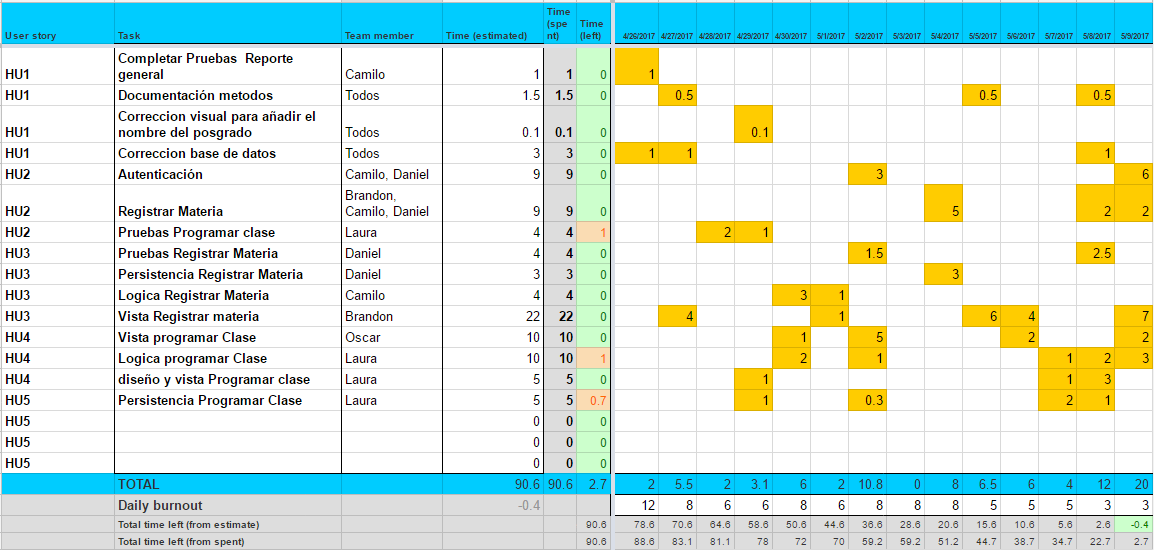 User story Task Team member Time (estimated) Time (spent) Time (left) 4/26/2017 4/27/2017 4/28/2017 4/29/2017 4/30/2017 5/1/2017 5/2/2017 5/3/2017 5/4/2017 5/5/2017 5/6/2017 5/7/2017 5/8/2017 5/9/2017
HU1 Completar Pruebas Reporte general Camilo 1 1 0 1
HU1 Documentación metodos Todos 1.5 1.5 0 0.5 0.5 0.5
HU1 Correccion visual para añadir el nombre del posgrado Todos 0.1 0.1 0 0.1
HU1 Correccion base de datos Todos 3 3 0 1 1 1
HU2 Autenticación Camilo, Daniel 9 9 0 3 6
HU2 Registrar Materia Brandon, Camilo, Daniel 9 9 0 5 2 2
HU2 Pruebas Programar clase Laura 4 4 1 2 1
HU3 Pruebas Registrar Materia Daniel 4 4 0 1.5 2.5
HU3 Persistencia Registrar Materia Daniel 3 3 0 3
HU3 Logica Registrar Materia Camilo 4 4 0 3 1
HU3 Vista Registrar materia Brandon 22 22 0 4 1 6 4 7
HU4 Vista programar Clase Oscar 10 10 0 1 5 2 2
HU4 Logica programar Clase Laura 10 10 1 2 1 1 2 3
HU4 diseño y vista Programar clase Laura 5 5 0 1 1 3
HU5 Persistencia Programar Clase Laura 5 5 0.7 1 0.3 2 1
HU5 0 0 0
HU5 0 0 0
HU5 0 0 0
TOTAL 90.6 90.6 2.7 2 5.5 2 3.1 6 2 10.8 0 8 6.5 6 4 12 20
Daily burnout -0.4 12 8 6 6 8 6 8 8 8 5 5 5 3 3
Total time left (from estimate) 90.6 78.6 70.6 64.6 58.6 50.6 44.6 36.6 28.6 20.6 15.6 10.6 5.6 2.6 -0.4
Total time left (from spent) 90.6 88.6 83.1 81.1 78 72 70 59.2 59.2 51.2 44.7 38.7 34.7 22.7 2.7